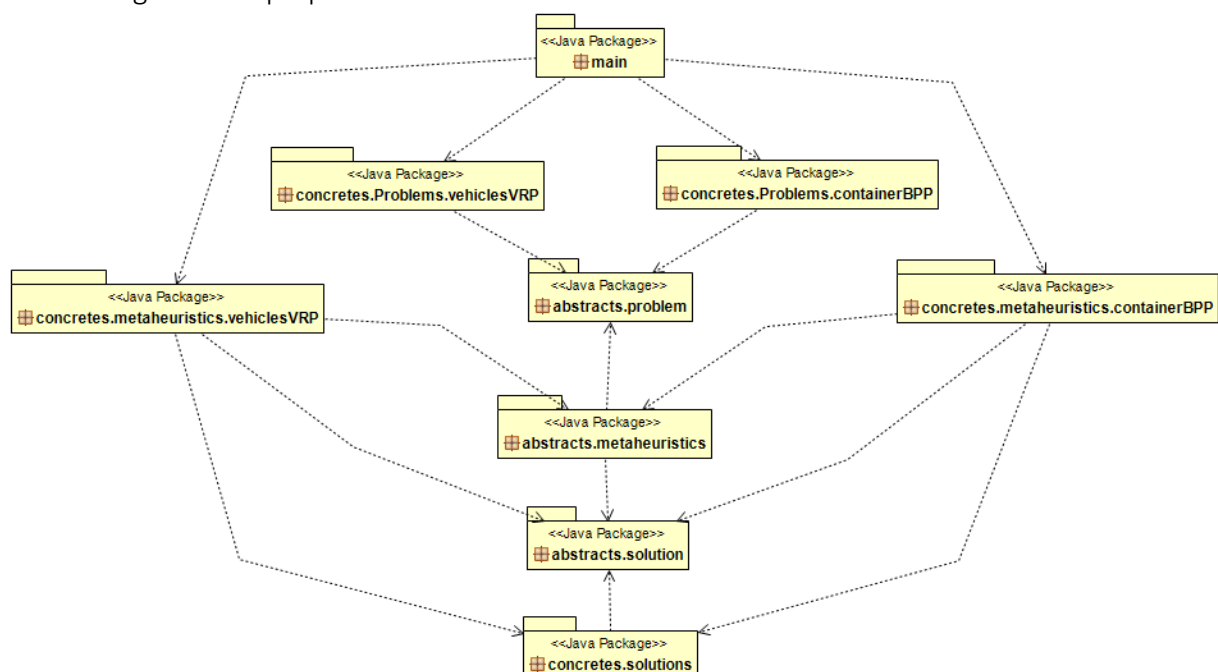 <<Java Package>>
main
<<Java Package>>
concretes.Problems.vehiclesVRP
<<Java Package>>
concretes.Problems.containerBPP
<<Java Package>>
concretes.metaheuristics.vehiclesVRP
<<Java Package>>
abstracts.problem
<<Java Package>>
concretes.metaheuristics.containerBPP
<<Java Package>>
abstracts.metaheuristics
<<Java Package>>
abstracts.solution
<<Java Package>>
concretes.solutions